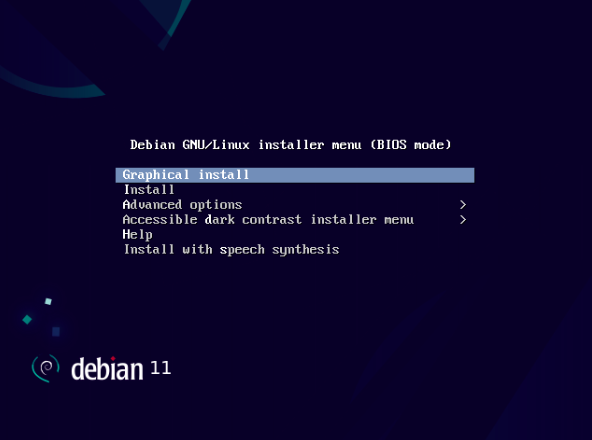 Debian GNU/Linux installer menu (BIOS mode)
Graphical install
Install
Advanced options >
Accessible dark contrast installer menu >
Help
Install with speech synthesis
debian 11